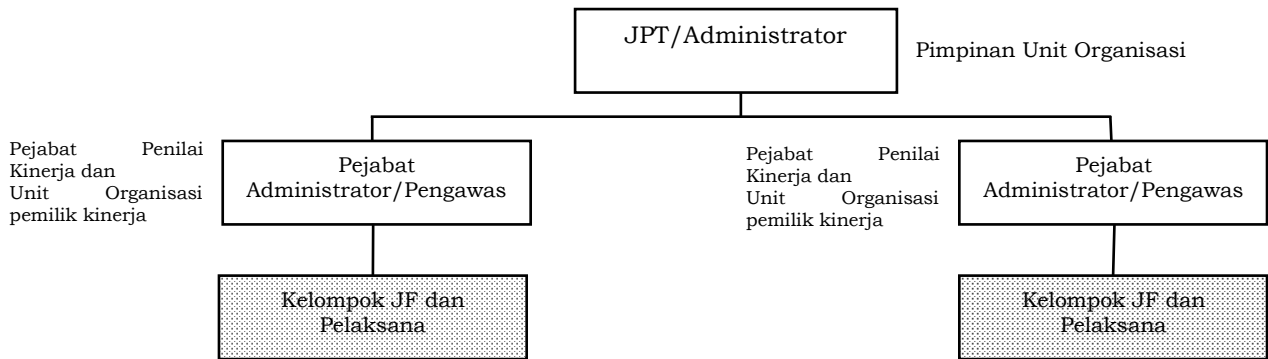 JPT/Administrator
Pimpinan Unit Organisasi
Pejabat Penilai
Kinerja dan
Unit Organisasi
pemilik kinerja
Pejabat
Administrator/Pengawas
Pejabat Penilai
Kinerja dan
Unit Organisasi
pemilik kinerja
Pejabat
Administrator/Pengawas
Kelompok JF dan
Pelaksana
Kelompok JF dan
Pelaksana